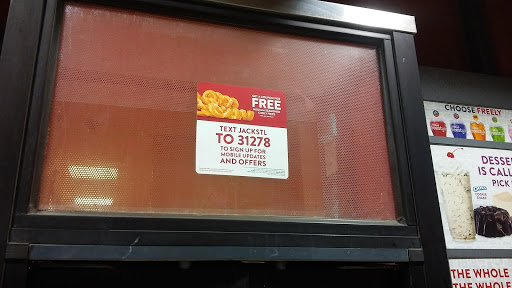 FREE
TEXT JACKSTL
TO 31278
TO SIGN UP FOR
MOBILE UPDATES
AND OFFERS
CHOOSE FREELY
DESSE
IS CALL
PICK
OREO
THE WHOLE
THE WHOLE